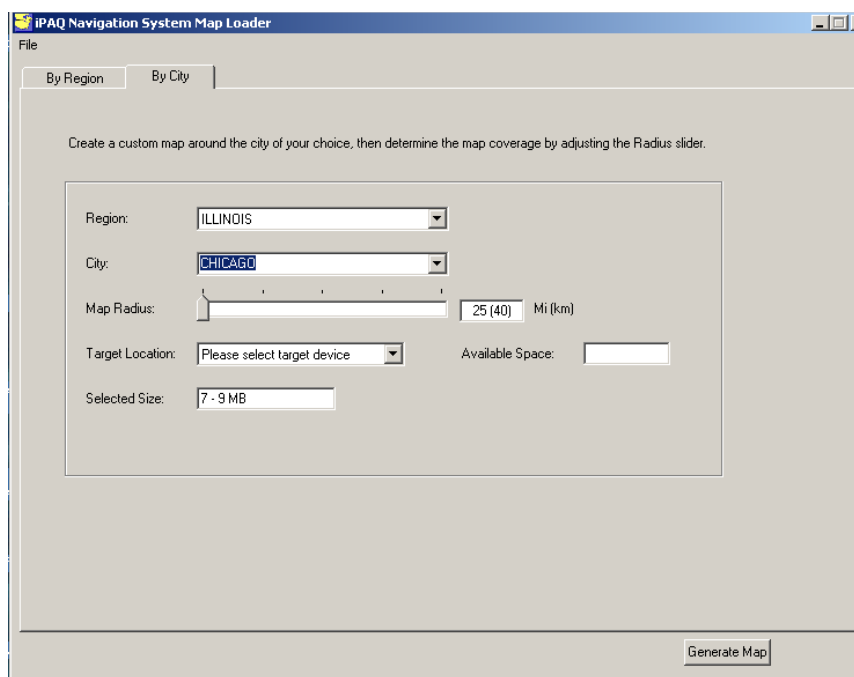 iPAQ Navigation System Map Loader
File
By Region By City
Create a custom map around the city of your choice, then determine the map coverage by adjusting the Radius slider.
Region: ILLINOIS
City: CHICAGO
Map Radius: 25 (40) Mi (km)
Target Location: Please select target device Available Space:
Selected Size: 7 - 9 MB
Generate Map